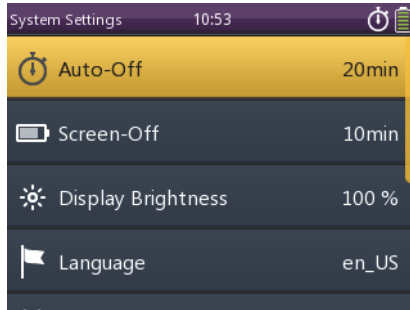 System Settings 10:53
Auto-Off 20min
Screen-Off 10min
Display Brightness 100 %
Language en_US